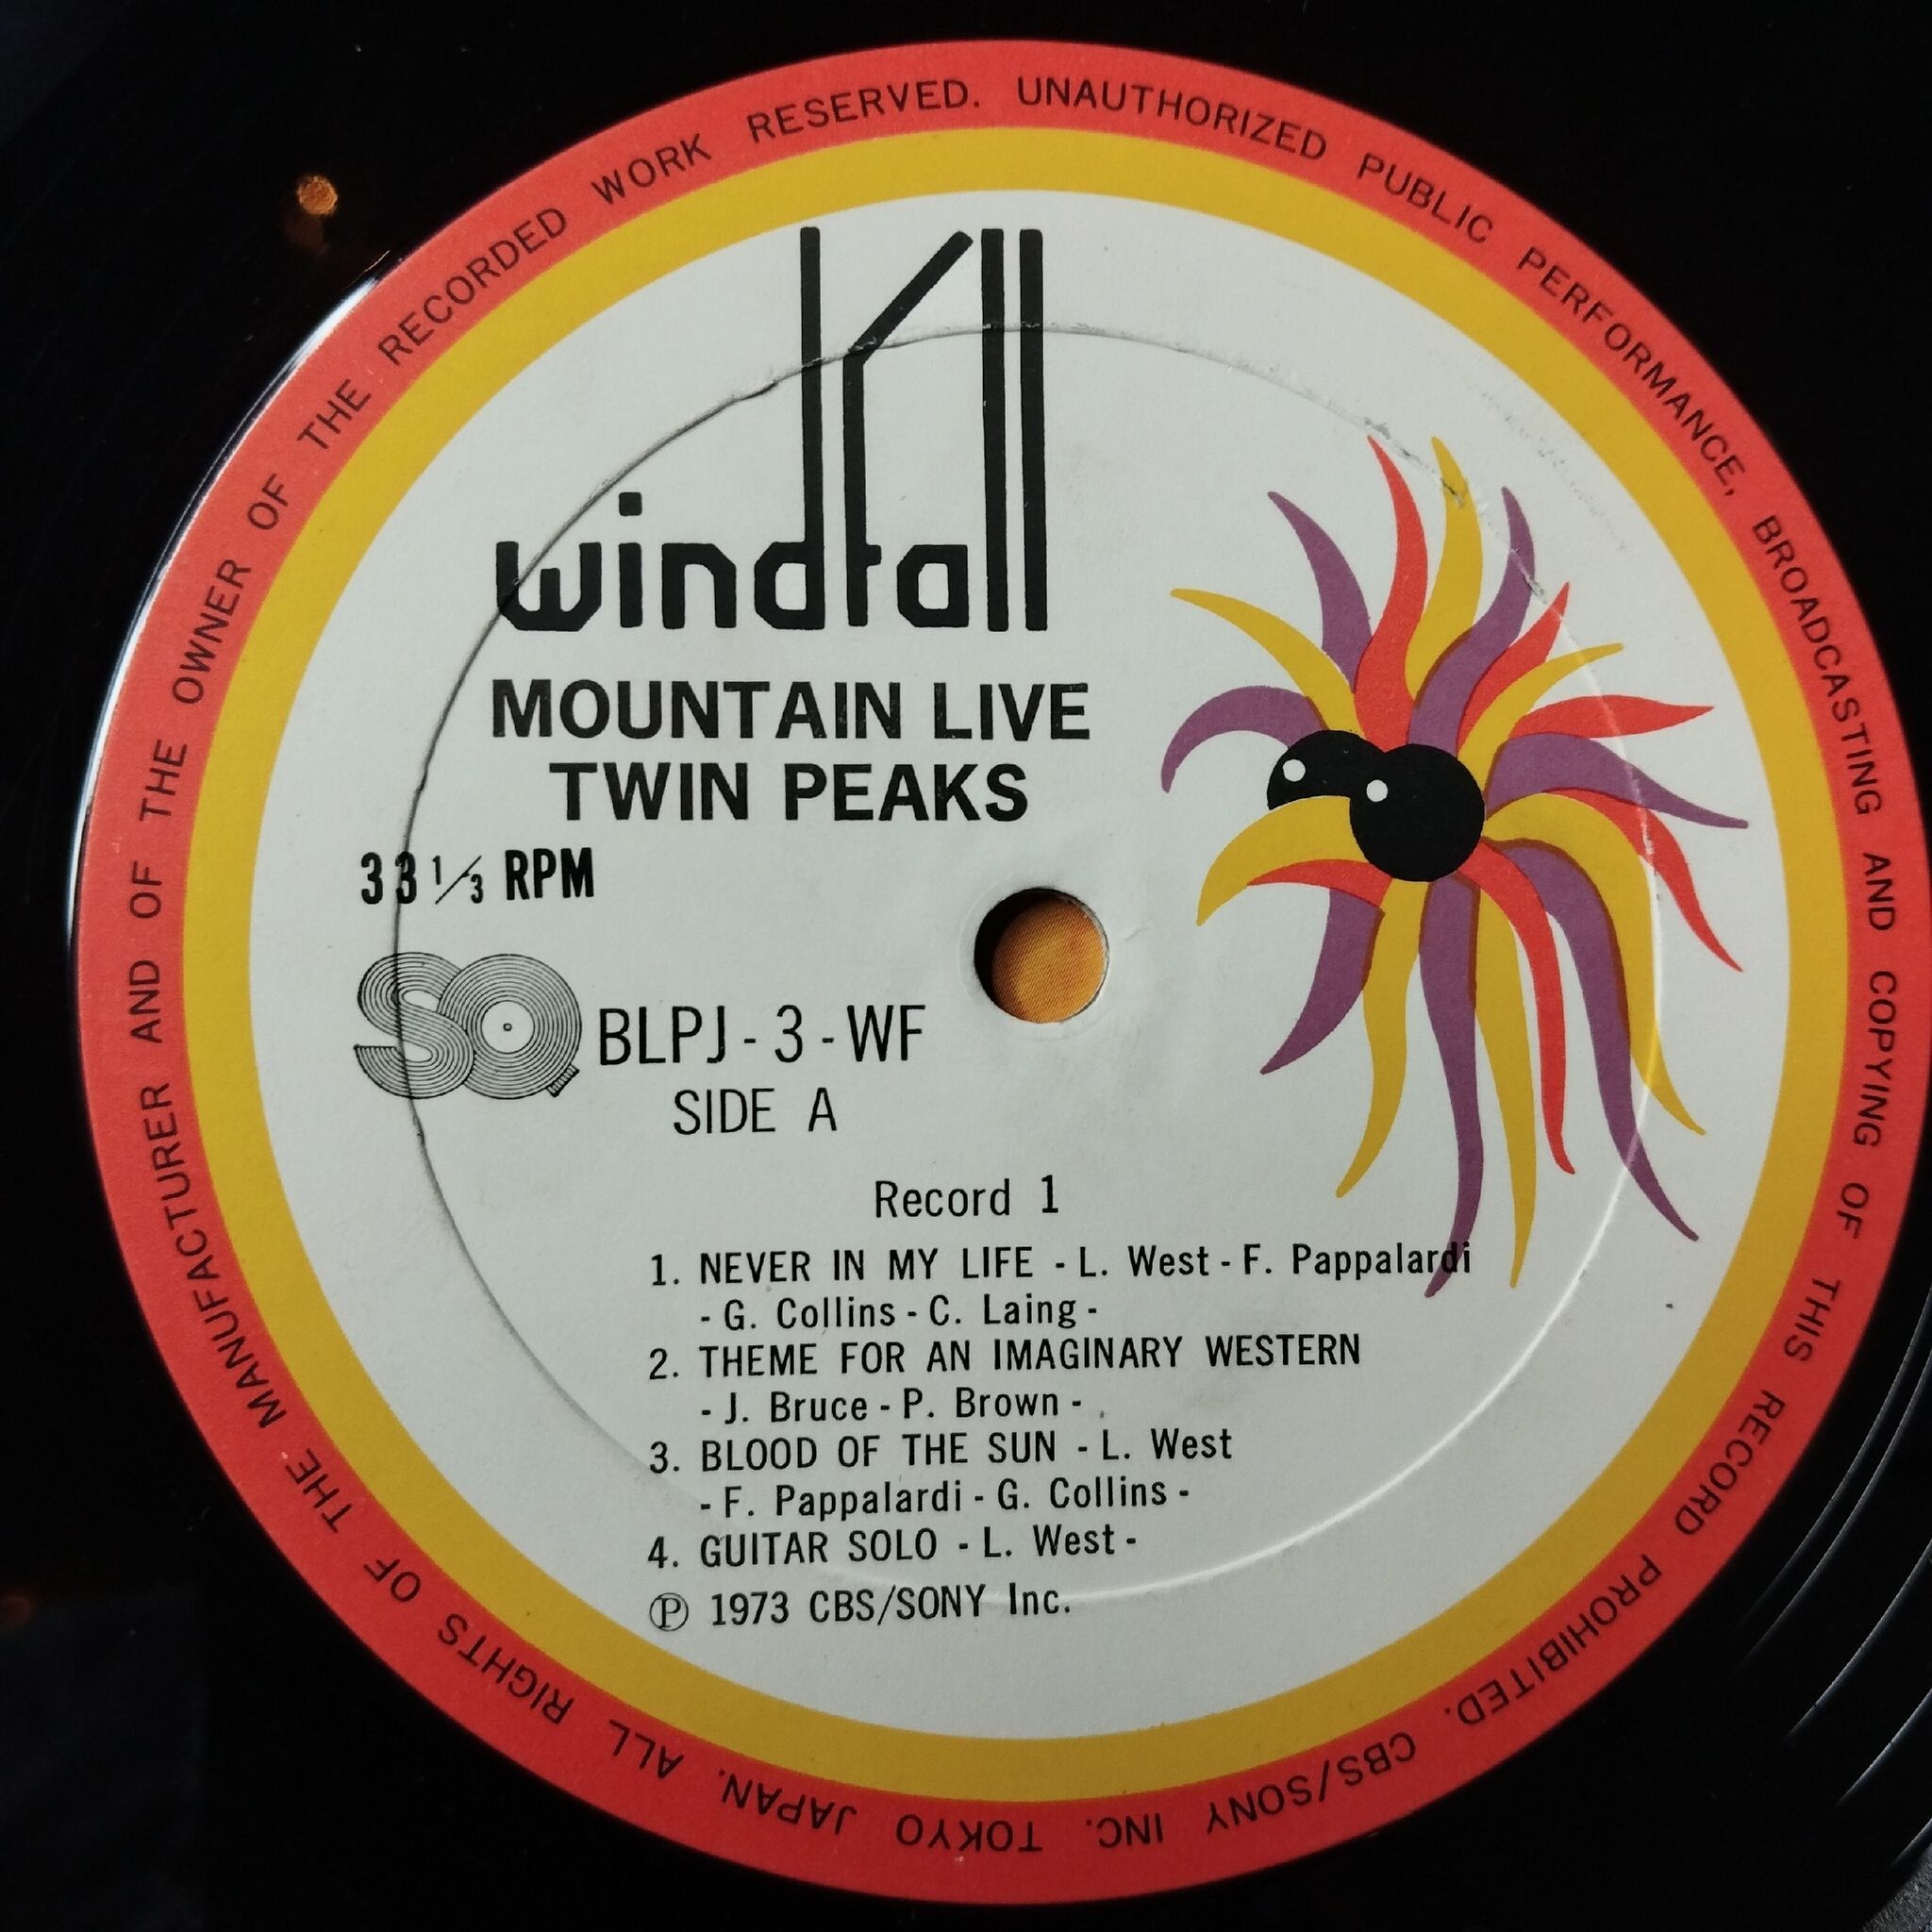 windfall
MOUNTAIN LIVE
TWIN PEAKS
33 1/3 RPM
SQ BLPJ - 3 - WF
SIDE A
Record 1
1. NEVER IN MY LIFE - L. West - F. Pappalardi
- G. Collins - C. Laing -
2. THEME FOR AN IMAGINARY WESTERN
- J. Bruce - P. Brown -
3. BLOOD OF THE SUN - L. West
- F. Pappalardi - G. Collins -
4. GUITAR SOLO - L. West -
Ⓟ 1973 CBS/SONY Inc.
ALL RIGHTS OF THE MANUFACTURER AND OF THE OWNER OF THE RECORDED WORK RESERVED. UNAUTHORIZED PUBLIC PERFORMANCE, BROADCASTING AND COPYING OF THIS RECORD PROHIBITED. CBS/SONY INC. TOKYO JAPAN.